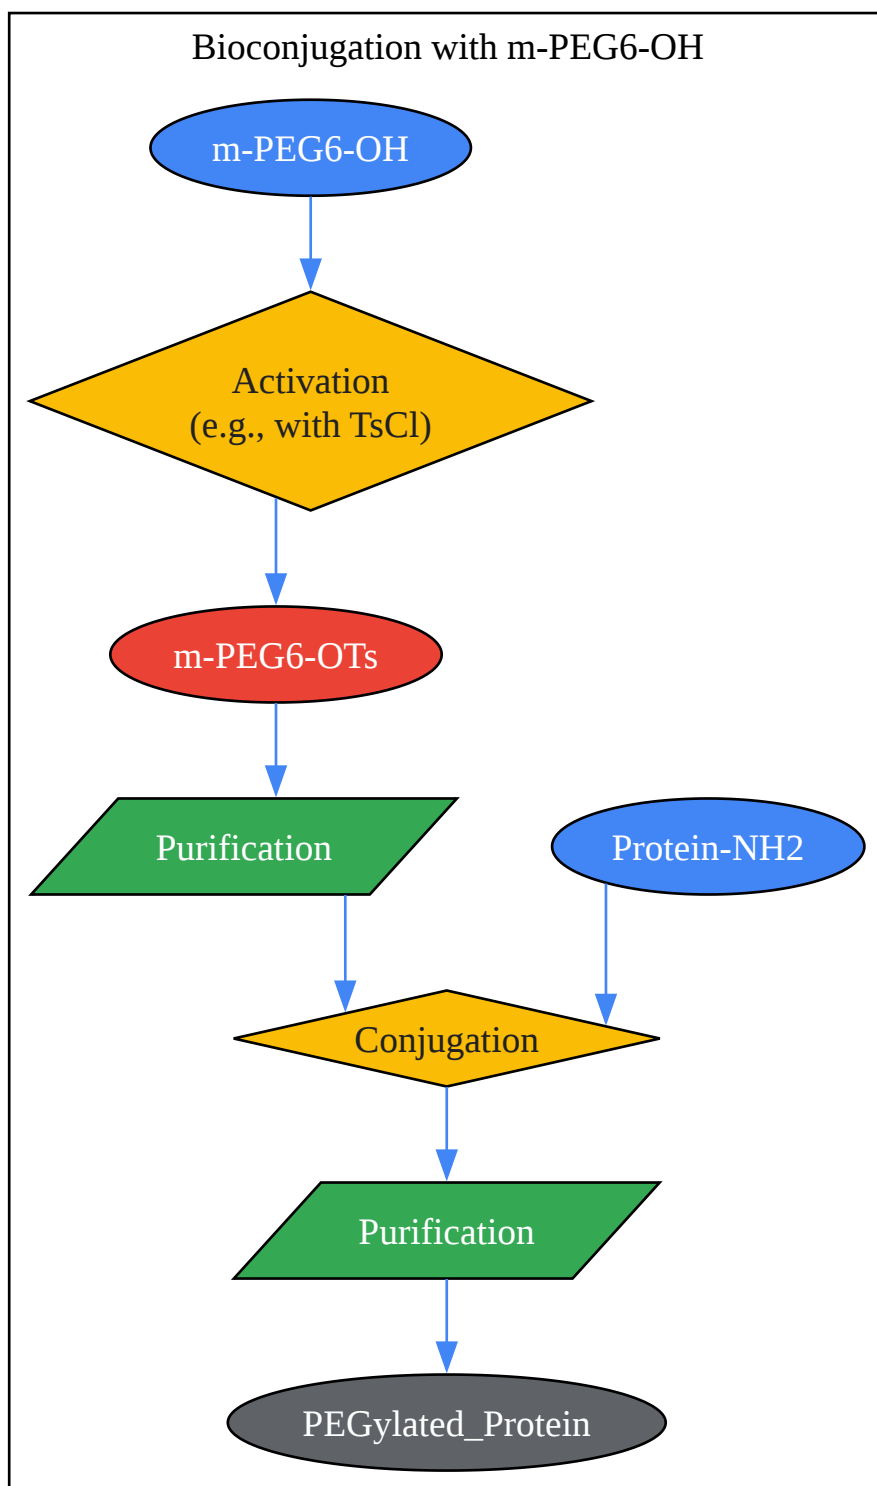 Bioconjugation with m-PEG6-OH
m-PEG6-OH
Activation
(e.g., with TsCl)
m-PEG6-OTs
Purification
Protein-NH2
Conjugation
Purification
PEGylated_Protein